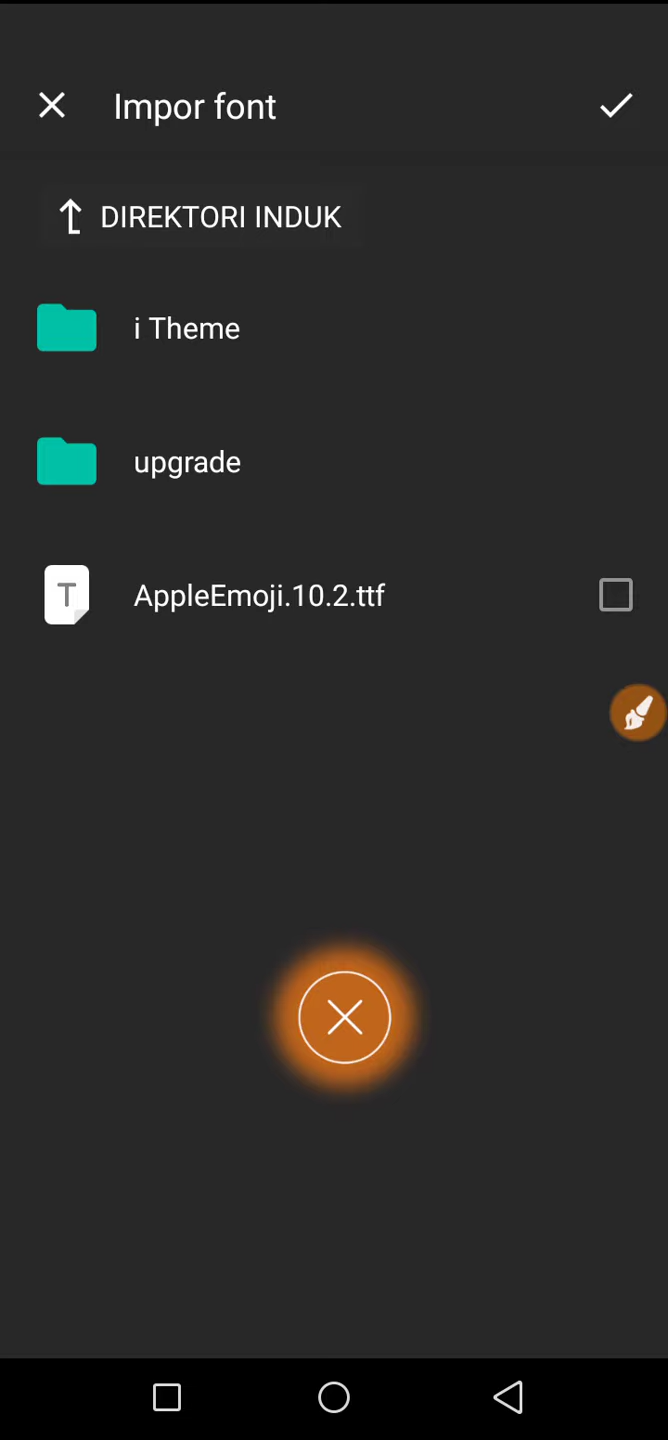 Impor font
DIREKTORI INDUK
i Theme
upgrade
T AppleEmoji.10.2.ttf